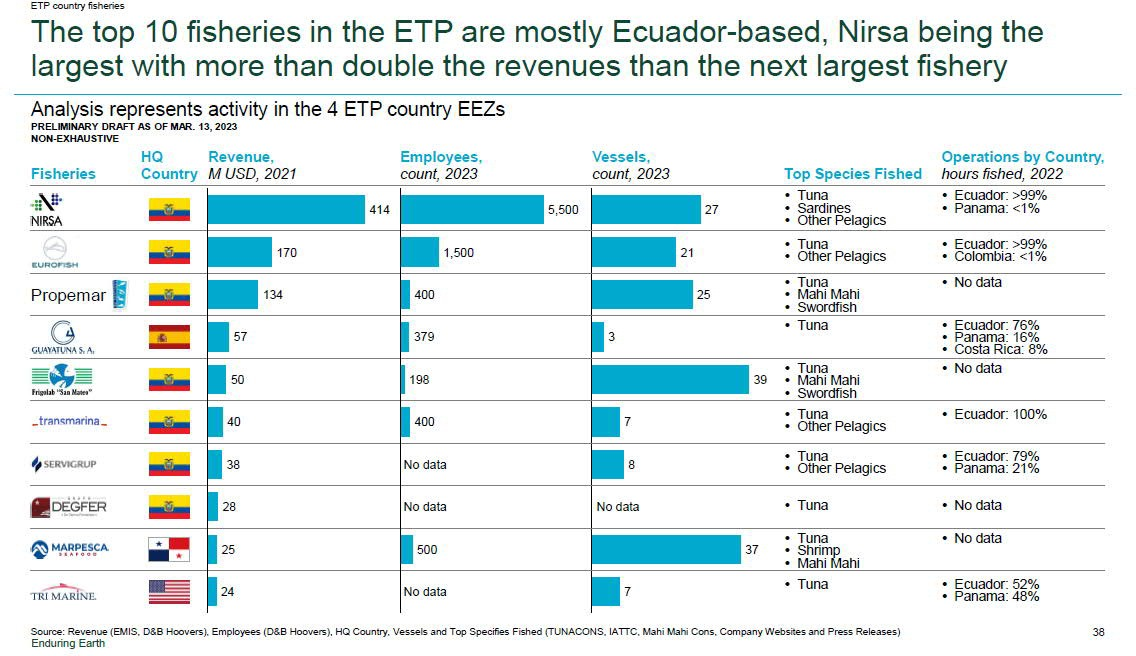 ETP country fisheries
The top 10 fisheries in the ETP are mostly Ecuador-based, Nirsa being the
largest with more than double the revenues than the next largest fishery
Analysis represents activity in the 4 ETP country EEZs
PRELIMINARY DRAFT AS OF MAR. 13, 2023
NON-EXHAUSTIVE
Fisheries
HQ
Country
Revenue,
M USD, 2021
Employees,
count, 2023
Vessels,
count, 2023
Top Species Fished
Operations by Country,
hours fished, 2022
NIRSA
414
5,500
27
• Tuna
• Sardines
• Other Pelagics
• Ecuador: >99%
• Panama: <1%
EUROFISH
170
1,500
21
• Tuna
• Other Pelagics
• Ecuador: >99%
• Colombia: <1%
Propemar
134
400
25
• Tuna
• Mahi Mahi
• Swordfish
• No data
GUAYATUNA S. A.
57
379
3
• Tuna
• Ecuador: 76%
• Panama: 16%
• Costa Rica: 8%
Frigolab "San Mateo"
50
198
39
• Tuna
• Mahi Mahi
• Swordfish
• No data
transmarina
40
400
7
• Tuna
• Other Pelagics
• Ecuador: 100%
SERVIGRUP
38
No data
8
• Tuna
• Other Pelagics
• Ecuador: 79%
• Panama: 21%
DEGFER
28
No data
No data
• Tuna
• No data
MARPESCA
SEAFOOD
25
500
37
• Tuna
• Shrimp
• Mahi Mahi
• No data
TRI MARINE
24
No data
7
• Tuna
• Ecuador: 52%
• Panama: 48%
Source: Revenue (EMIS, D&B Hoovers), Employees (D&B Hoovers), HQ Country, Vessels and Top Specifies Fished (TUNACONS, IATTC, Mahi Mahi Cons, Company Websites and Press Releases)
Enduring Earth
38